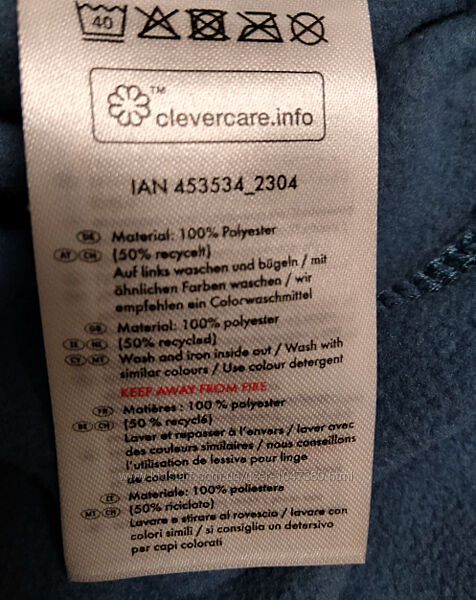 40
clevercare.info
TM
IAN 453534_2304
DE Material: 100% Polyester
AT CH (50% recycelt)
Auf links waschen und bügeln / mit
ähnlichen Farben waschen / wir
empfehlen ein Colorwaschmittel
GB Material: 100% polyester
IE NI (50% recycled)
CY MT Wash and iron inside out / Wash with
similar colours / Use colour detergent
KEEP AWAY FROM FIRE
FR Matières : 100 % polyester
BE CH (50 % recyclé)
Laver et repasser à l'envers / laver avec
des couleurs similaires / nous conseillons
l'utilisation de lessive pour linge
de couleur
IT Materiale: 100% poliestere
MT CH (50% riciclato)
Lavare e stirare al rovescio / lavare con
colori simili / si consiglia un detersivo
per capi colorati